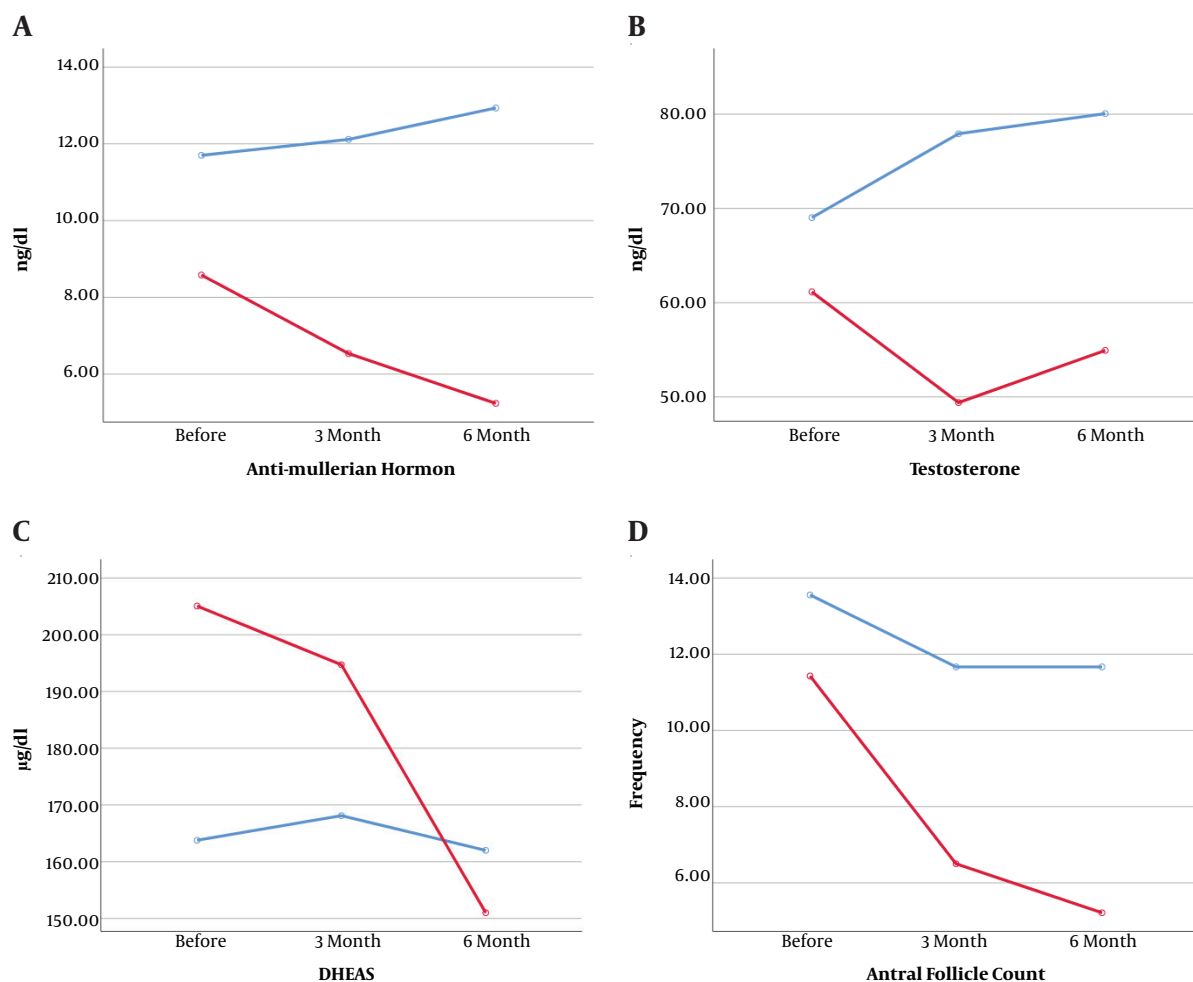 A
14.00
12.00
10.00
8.00
6.00
ng/dl
Before 3 Month 6 Month
Anti-mullerian Hormon
B
80.00
70.00
60.00
50.00
ng/dl
Before 3 Month 6 Month
Testosterone
C
210.00
200.00
190.00
180.00
170.00
160.00
150.00
µg/dl
Before 3 Month 6 Month
DHEAS
D
14.00
12.00
10.00
8.00
6.00
Frequency
Before 3 Month 6 Month
Antral Follicle Count